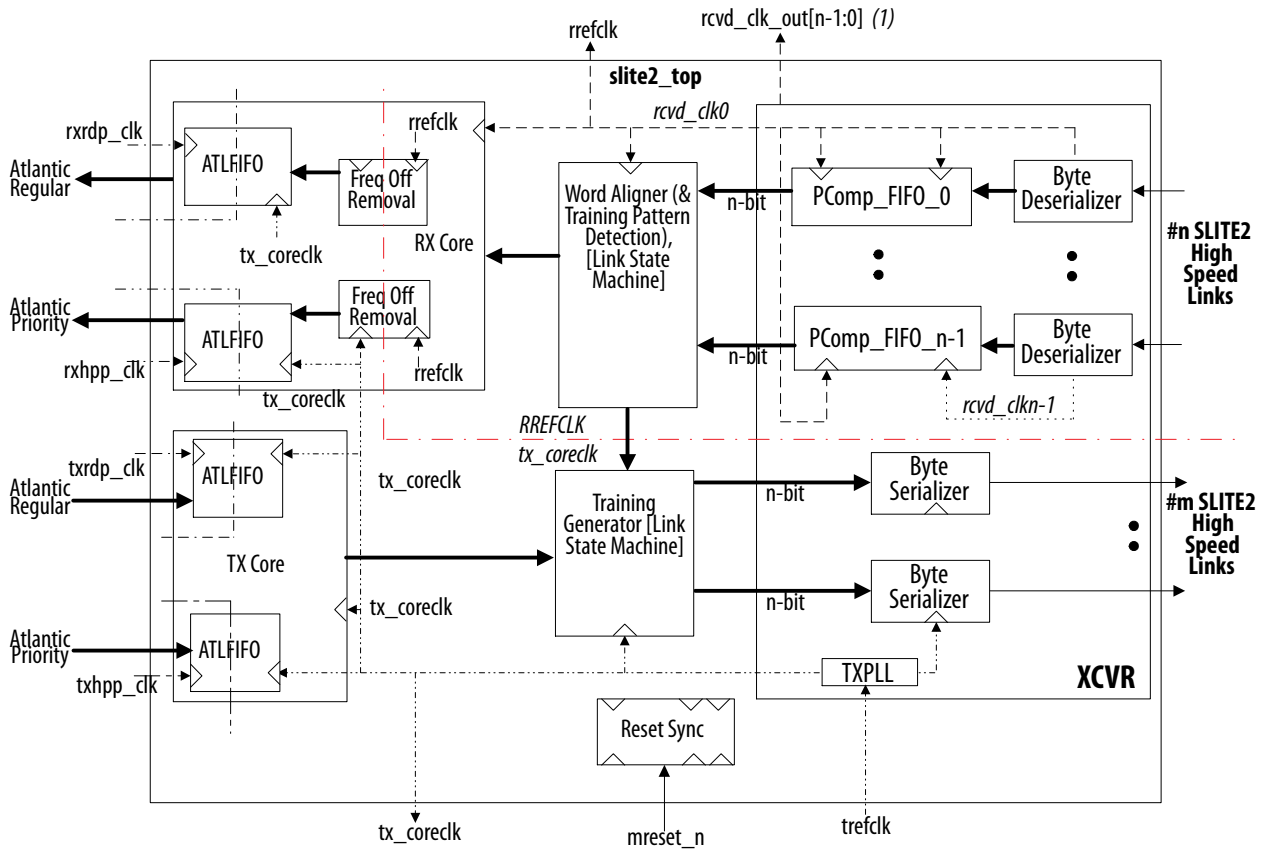 rcvd_clk_out[n-1:0] (1)
rrefclk
slite2_top
rcvd_clk0
rxrdp_clk
rrefclk
ATLFIFO
Atlantic
Regular
Freq Off
Removal
Word Aligner (&
Training Pattern
Detection),
[Link State
Machine]
n-bit
PComp_FIFO_0
Byte
Deserializer
RX Core
tx_coreclk
#n SLITE2
High
Speed
Links
Atlantic
Priority
Freq Off
Removal
ATLFIFO
PComp_FIFO_n-1
Byte
Deserializer
n-bit
rxhpp_clk
rrefclk
tx_coreclk
rcvd_clkn-1
RREFCLK
tx_coreclk
txrdp_clk
ATLFIFO
tx_coreclk
Atlantic
Regular
Training
Generator [Link
State Machine]
n-bit
Byte
Serializer
#m SLITE2
High
Speed
Links
TX Core
n-bit
Byte
Serializer
tx_coreclk
Atlantic
Priority
ATLFIFO
txhpp_clk
TXPLL
XCVR
Reset Sync
tx_coreclk
mreset_n
trefclk